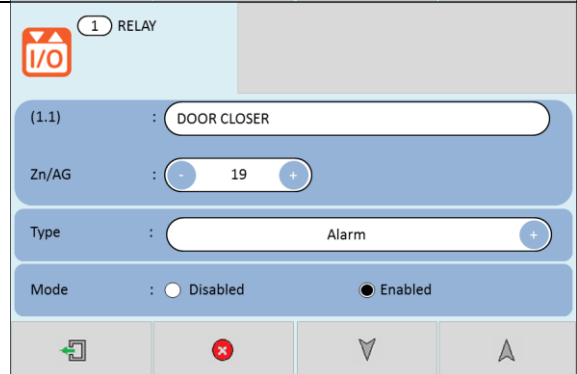 1 RELAY
I/O
(1.1) : DOOR CLOSER
Zn/AG : - 19 +
Type : Alarm +
Mode : Disabled Enabled